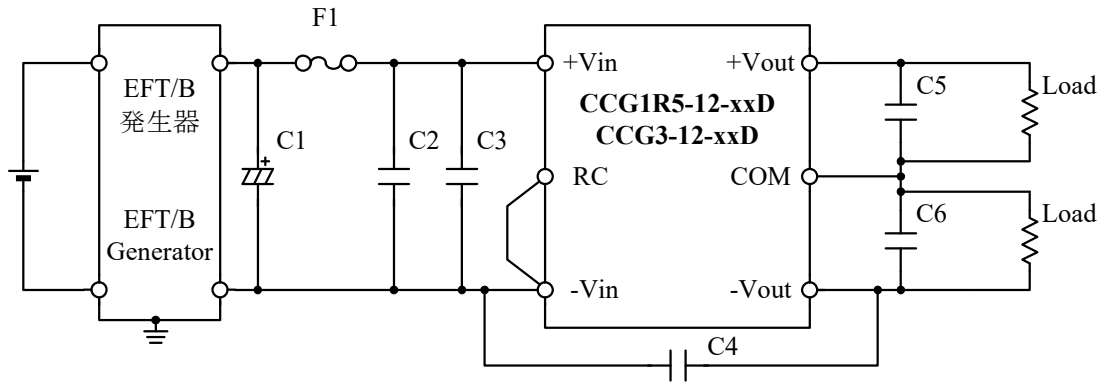 F1
EFT/B
発生器
EFT/B
Generator
C1
+
C2
C3
+Vin
RC
-Vin
CCG1R5-12-xxD
CCG3-12-xxD
+Vout
COM
-Vout
C4
C5
Load
C6
Load